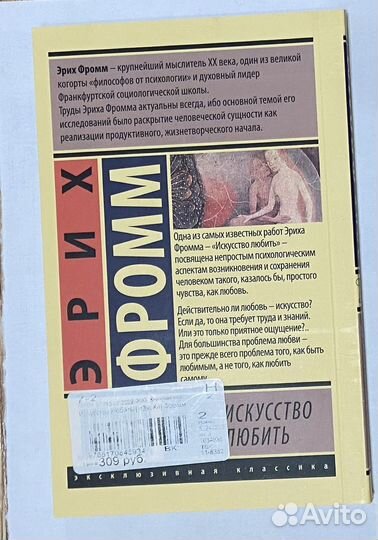 Эрих Фромм – крупнейший мыслитель XX века, один из великой
когорты «философов от психологии» и духовный лидер
Франкфуртской социологической школы.
Труды Эриха Фромма актуальны всегда, ибо основной темой его
исследований было раскрытие человеческой сущности как
реализации продуктивного, жизнетворческого начала.
ЭРИХ
ФРОММ
Одна из самых известных работ Эриха
Фромма – «Искусство любить» –
посвящена непростым психологическим
аспектам возникновения и сохранения
человеком такого, казалось бы, простого
чувства, как любовь.
Действительно ли любовь – искусство?
Если да, то она требует труда и знаний.
Или это только приятное ощущение?..
Для большинства проблема любви –
это прежде всего проблема того, как быть
любимым, а не того, как любить
самому
ИСКУССТВО
ЛЮБИТЬ
309 руб.
эксклюзивная классика
Avito